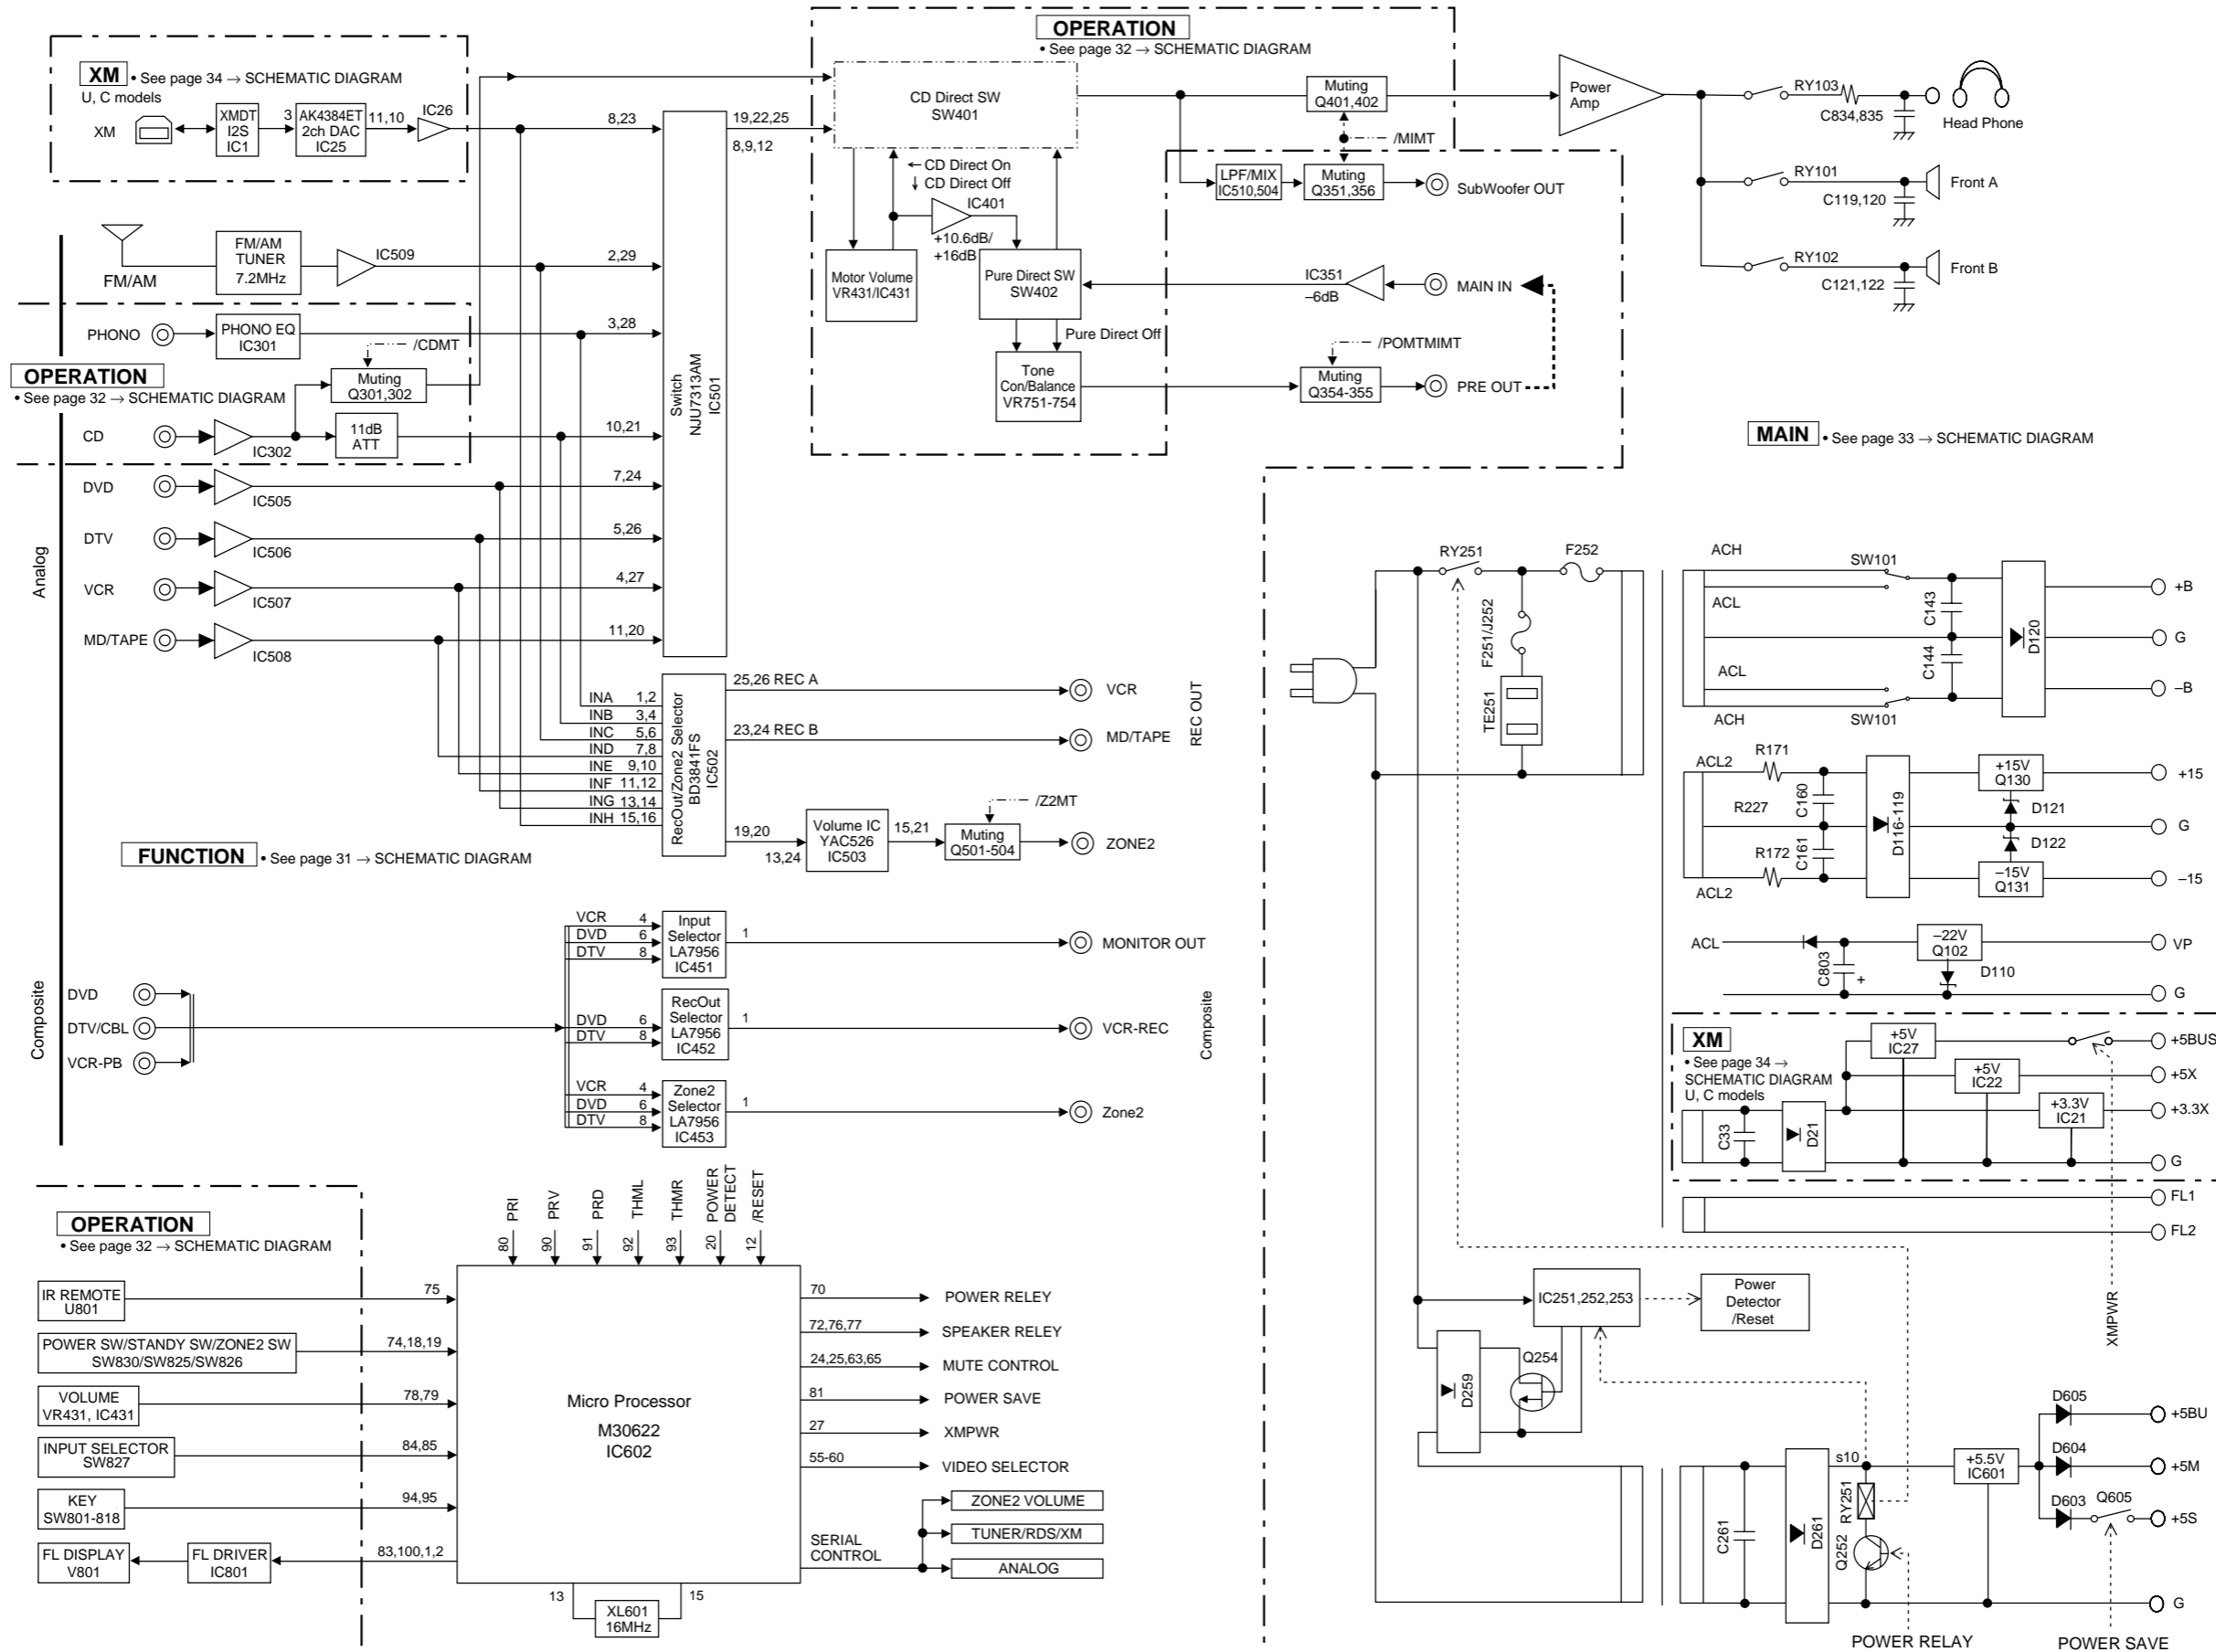 XM • See page 34 → SCHEMATIC DIAGRAM
U, C models
XM
XMDT
I2S
IC1
3
AK4384ET
2ch DAC
IC25
11,10
IC26
8,23
FM/AM
FM/AM
TUNER
7.2MHz
IC509
2,29
PHONO
PHONO EQ
IC301
3,28
/CDMT
OPERATION
• See page 32 → SCHEMATIC DIAGRAM
Muting
Q301,302
CD
IC302
11dB
ATT
10,21
Analog
DVD
IC505
7,24
DTV
IC506
5,26
VCR
IC507
4,27
MD/TAPE
IC508
11,20
Switch
NJU7313AM
IC501
19,22,25
8,9,12
OPERATION
• See page 32 → SCHEMATIC DIAGRAM
CD Direct SW
SW401
← CD Direct On
↓ CD Direct Off
IC401
+10.6dB/
+16dB
Motor Volume
VR431/IC431
Pure Direct SW
SW402
Pure Direct Off
Tone
Con/Balance
VR751-754
Muting
Q401,402
/MIMT
LPF/MIX
IC510,504
Muting
Q351,356
SubWoofer OUT
IC351
–6dB
MAIN IN
/POMTMIMT
Muting
Q354-355
PRE OUT
Power
Amp
RY103
C834,835
Head Phone
RY101
C119,120
Front A
RY102
C121,122
Front B
MAIN • See page 33 → SCHEMATIC DIAGRAM
INA 1,2
INB 3,4
INC 5,6
IND 7,8
INE 9,10
INF 11,12
ING 13,14
INH 15,16
RecOut/Zone2 Selector
BD3841FS
IC502
25,26 REC A
VCR
23,24 REC B
MD/TAPE
REC OUT
19,20
13,24
Volume IC
YAC526
IC503
15,21
/Z2MT
Muting
Q501-504
ZONE2
FUNCTION • See page 31 → SCHEMATIC DIAGRAM
Composite
DVD
DTV/CBL
VCR-PB
VCR 4
DVD 6
DTV 8
Input
Selector
LA7956
IC451
1
MONITOR OUT
DVD 6
DTV 8
RecOut
Selector
LA7956
IC452
1
VCR-REC
VCR 4
DVD 6
DTV 8
Zone2
Selector
LA7956
IC453
1
Zone2
Composite
OPERATION
• See page 32 → SCHEMATIC DIAGRAM
IR REMOTE
U801
75
POWER SW/STANDY SW/ZONE2 SW
SW830/SW825/SW826
74,18,19
VOLUME
VR431, IC431
78,79
INPUT SELECTOR
SW827
84,85
KEY
SW801-818
94,95
FL DISPLAY
V801
FL DRIVER
IC801
83,100,1,2
80 PRI
90 PRV
91 PRD
92 THML
93 THMR
20 POWER
DETECT
12 /RESET
Micro Processor
M30622
IC602
13
XL601
16MHz
15
70
POWER RELEY
72,76,77
SPEAKER RELEY
24,25,63,65
MUTE CONTROL
81
POWER SAVE
27
XMPWR
55-60
VIDEO SELECTOR
SERIAL
CONTROL
ZONE2 VOLUME
TUNER/RDS/XM
ANALOG
RY251
F252
F251/J252
TE251
ACH
SW101
ACL
C143
C144
ACL
ACH
SW101
D120
+B
G
–B
ACL2
R171
R227
C160
C161
R172
ACL2
D116-119
+15V
Q130
D121
D122
–15V
Q131
+15
G
–15
ACL
C803
+
–22V
Q102
D110
VP
G
XM
• See page 34 →
SCHEMATIC DIAGRAM
U, C models
C33
D21
+5V
IC27
+5V
IC22
+3.3V
IC21
+5BUS
+5X
+3.3X
G
FL1
FL2
XMPWR
IC251,252,253
Power
Detector
/Reset
D259
Q254
C261
D261
s10
RY251
Q252
+5.5V
IC601
D605
+5BU
D604
+5M
D603
Q605
+5S
G
POWER RELAY
POWER SAVE